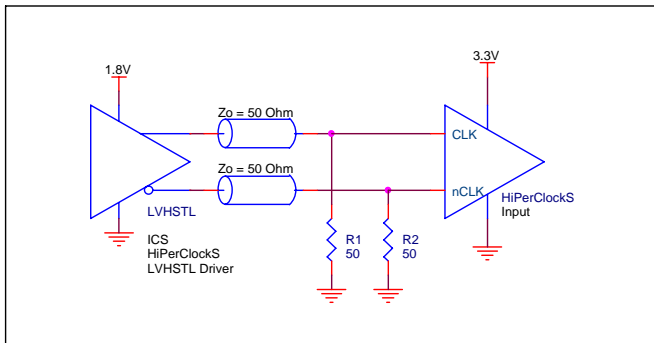 1.8V
3.3V
Zo = 50 Ohm
CLK
Zo = 50 Ohm
nCLK
HiPerClockS
Input
LVHSTL
ICS
HiPerClockS
LVHSTL Driver
R1
50
R2
50